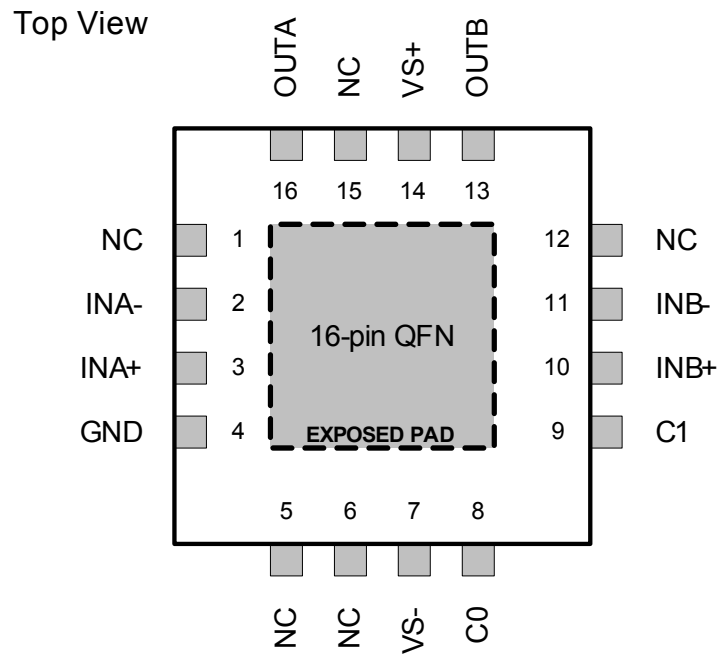 Top View
OUTA
NC
VS+
OUTB
16
15
14
13
NC
1
12
NC
INA-
2
11
INB-
16-pin QFN
INA+
3
10
INB+
GND
4
EXPOSED PAD
9
C1
5
6
7
8
NC
NC
VS-
C0